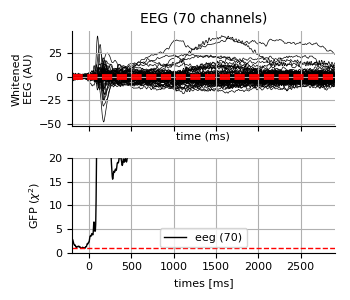 EEG (70 channels)
Whitened
EEG (AU)
25
0
−25
−50
time (ms)
GFP (χ²)
20
15
10
5
0
eeg (70)
0
500
1000
1500
2000
2500
times [ms]